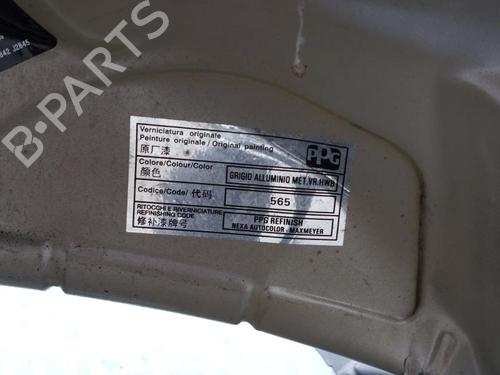 842 J2845
B-PARTS
Verniciatura originale
Peinture originale / Original painting
原厂漆
PPG
Colore/Colour/Color
颜色
GRIGIO ALLUMINIO MET.VR.HWB
Codice/Code/ 代码
565
RITOCCHI E RIVERNICIATURE
REFINISHING CODE
修补漆牌号
PPG REFINISH
NEXA AUTOCOLOR - MAXMEYER